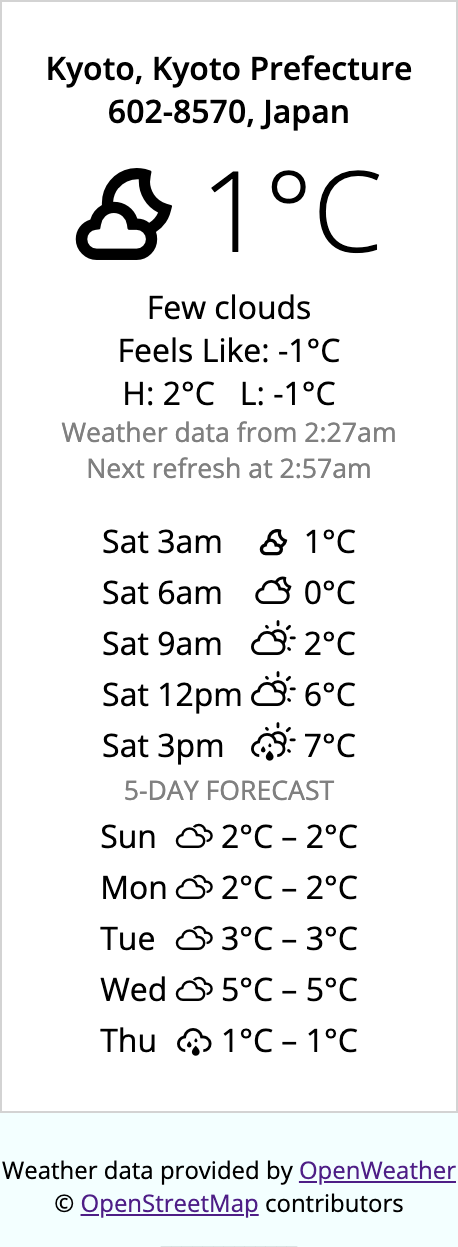 Kyoto, Kyoto Prefecture
602-8570, Japan
1°C
Few clouds
Feels Like: -1°C
H: 2°C L: -1°C
Weather data from 2:27am
Next refresh at 2:57am
Sat 3am 1°C
Sat 6am 0°C
Sat 9am 2°C
Sat 12pm 6°C
Sat 3pm 7°C
5-DAY FORECAST
Sun 2°C – 2°C
Mon 2°C – 2°C
Tue 3°C – 3°C
Wed 5°C – 5°C
Thu 1°C – 1°C
Weather data provided by OpenWeather
© OpenStreetMap contributors